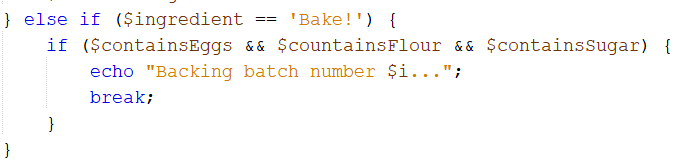 } else if ($ingredient == 'Bake!') {
    if ($containsEggs && $countainsFlour && $containsSugar) {
        echo "Backing batch number $i...";
        break;
    }
}